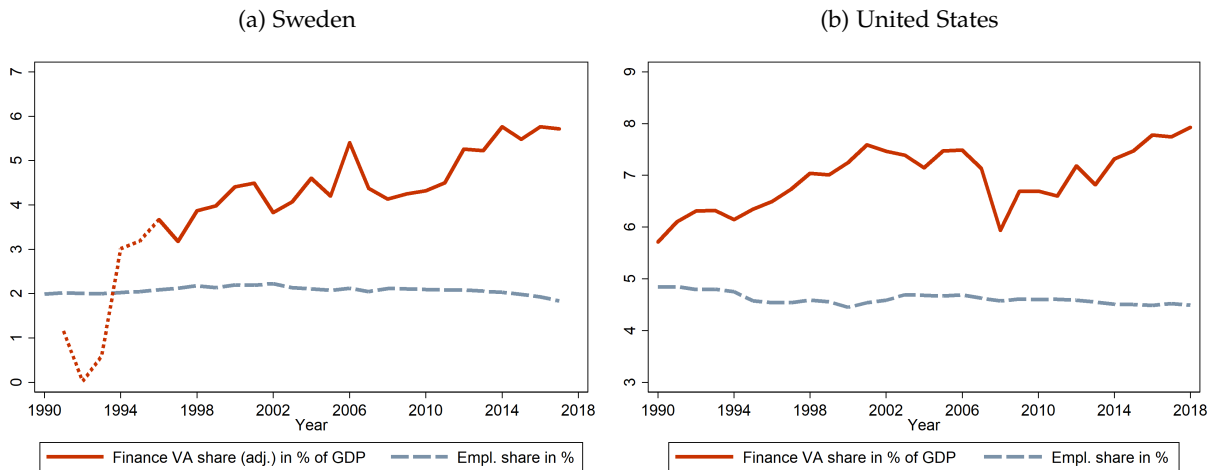 (a) Sweden
7
6
5
4
3
2
1
0
1990 1994 1998 2002 2006 2010 2014 2018
Year
Finance VA share (adj.) in % of GDP Empl. share in %
(b) United States
9
8
7
6
5
4
3
1990 1994 1998 2002 2006 2010 2014 2018
Year
Finance VA share in % of GDP Empl. share in %